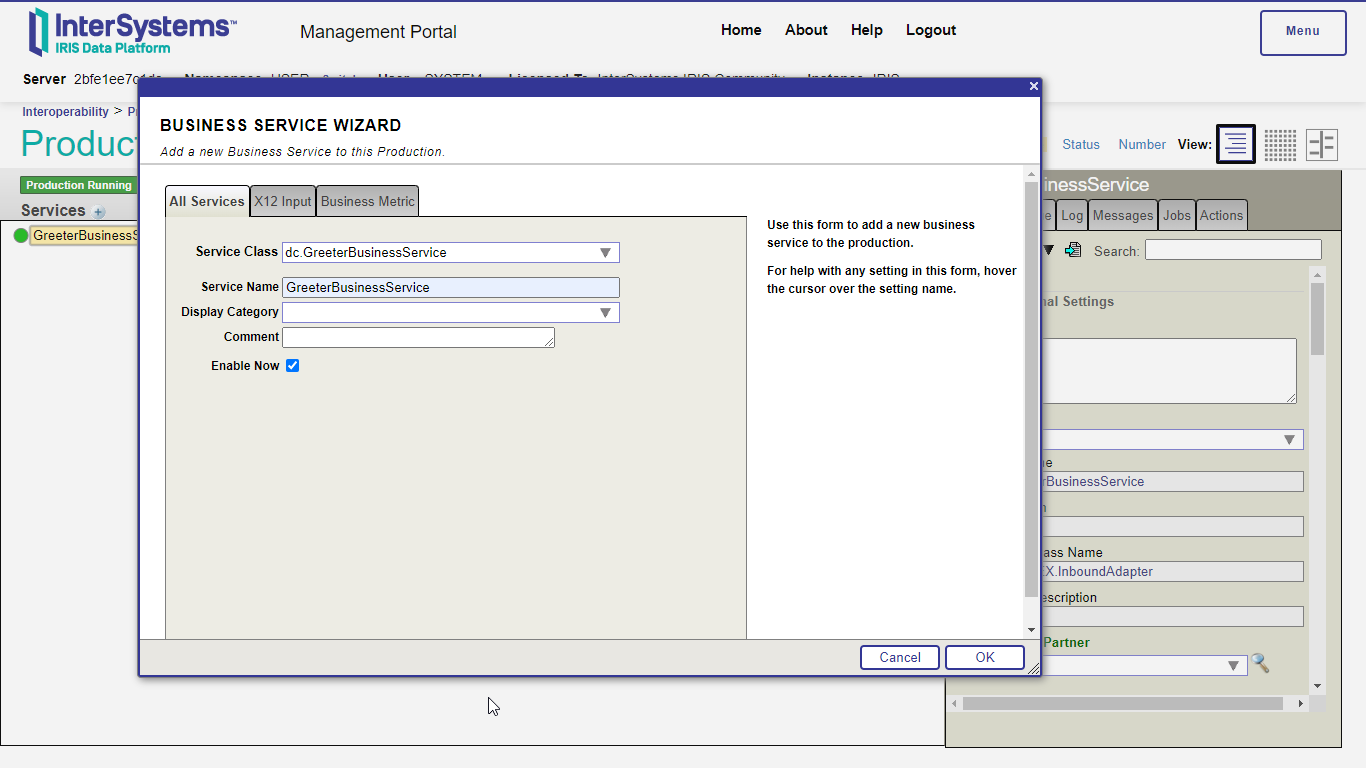 InterSystems™
IRIS Data Platform
Management Portal
Home About Help Logout
Menu
Server
Interoperability >
Produc
Status Number View:
Production Running
Services
GreeterBusinessS
×
BUSINESS SERVICE WIZARD
Add a new Business Service to this Production.
All Services X12 Input Business Metric
Service Class dc.GreeterBusinessService
Service Name GreeterBusinessService
Display Category
Comment
Enable Now
Use this form to add a new business
service to the production.
For help with any setting in this form, hover
the cursor over the setting name.
Cancel OK
inessService
e Log Messages Jobs Actions
Search:
nal Settings
ne
rBusinessService
ass Name
X.InboundAdapter
escription
Partner